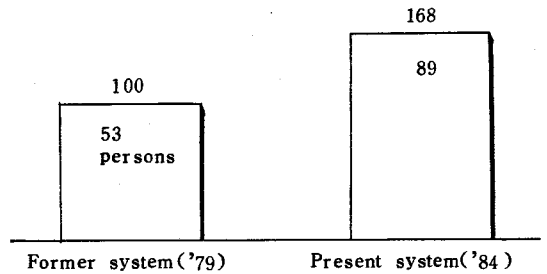 168
89
100
53
persons
Former system('79)
Present system('84)